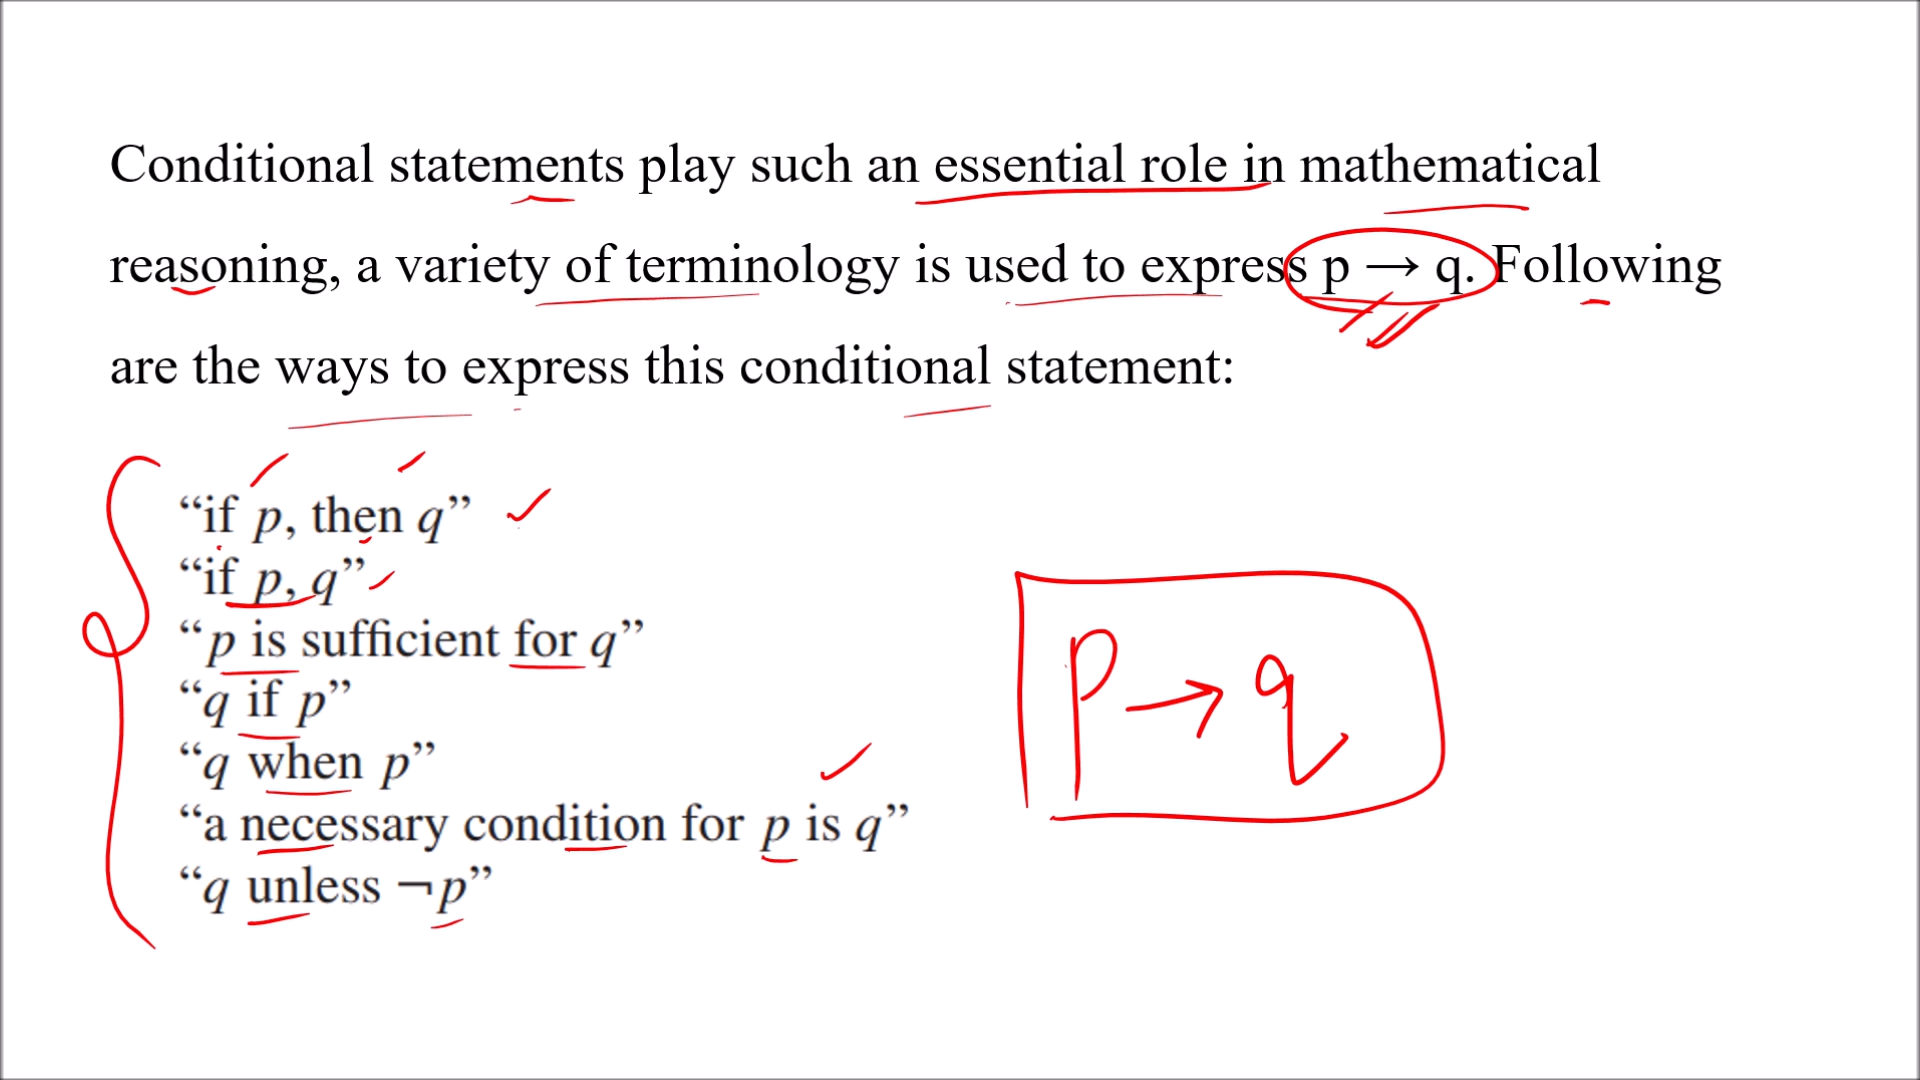 Conditional statements play such an essential role in mathematical
reasoning, a variety of terminology is used to express p → q. Following
are the ways to express this conditional statement:
“if p, then q”
“if p, q”
“p is sufficient for q”
“q if p”
“q when p”
“a necessary condition for p is q”
“q unless ¬p”
p → q